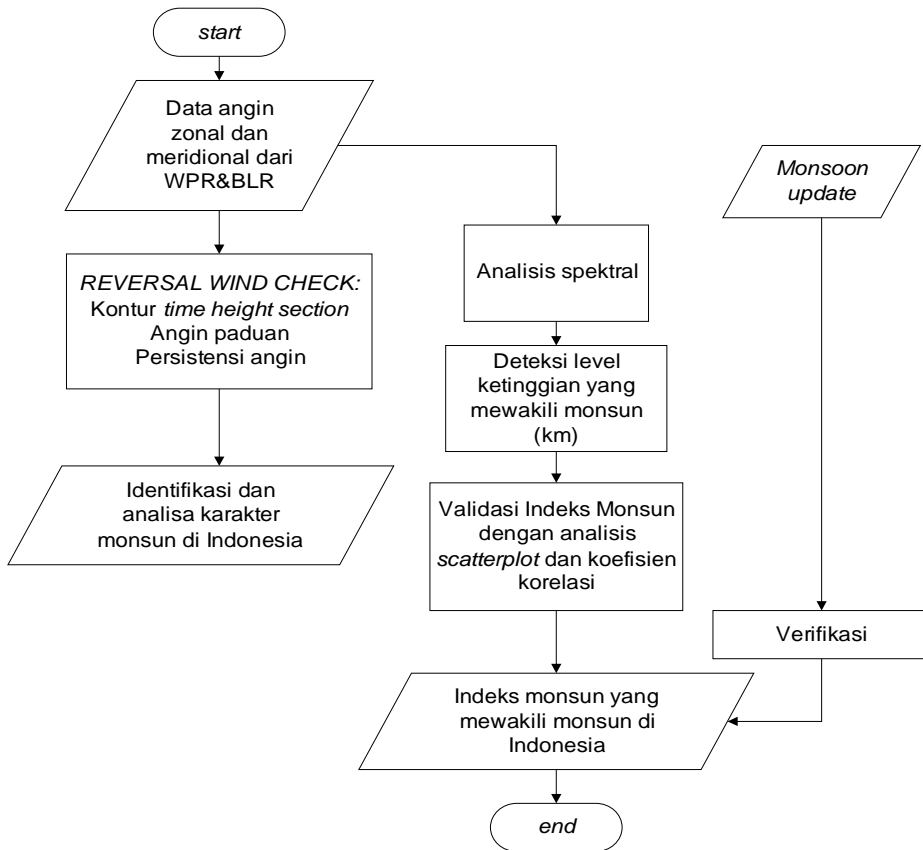 start
Data angin
zonal dan
meridional dari
WPR&BLR
REVERSAL WIND CHECK:
Kontur time height section
Angin paduan
Persistensi angin
Identifikasi dan
analisa karakter
monsun di Indonesia
Analisis spektral
Deteksi level
ketinggian yang
mewakili monsun
(km)
Validasi Indeks Monsun
dengan analisis
scatterplot dan koefisien
korelasi
Monsoon
update
Verifikasi
Indeks monsun yang
mewakili monsun di
Indonesia
end